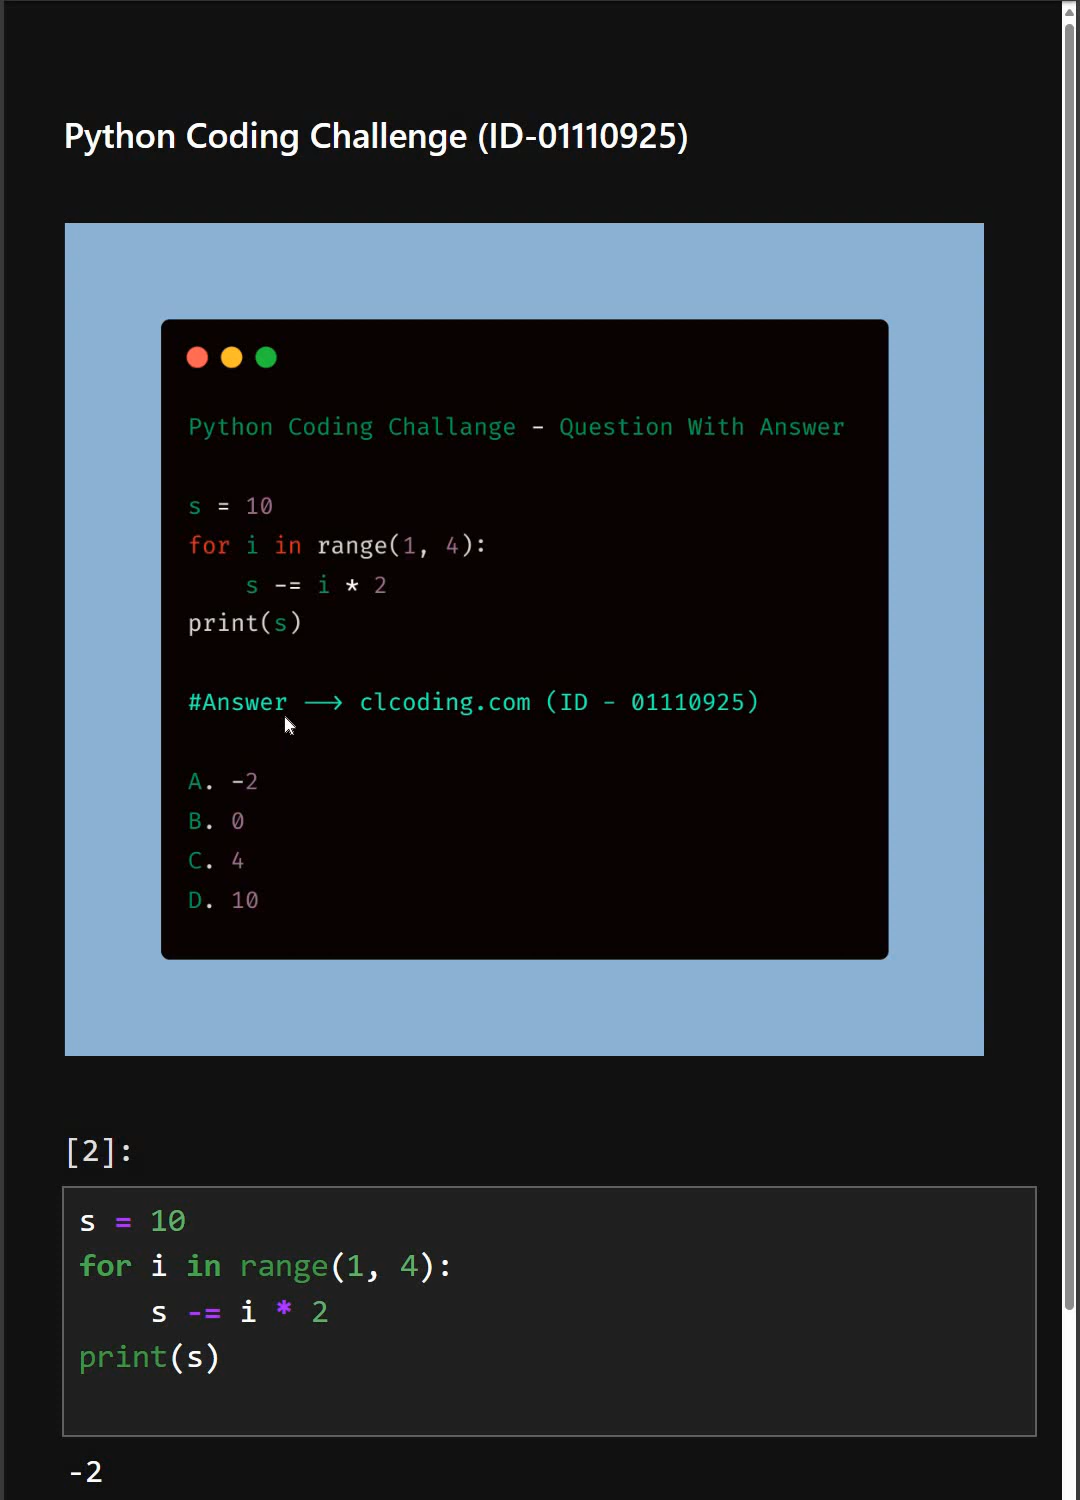 Python Coding Challenge (ID-01110925)
Python Coding Challange - Question With Answer
s = 10
for i in range(1, 4):
    s -= i * 2
print(s)
#Answer --> clcoding.com (ID - 01110925)
A. -2
B. 0
C. 4
D. 10
[2]:
s = 10
for i in range(1, 4):
    s -= i * 2
print(s)
-2